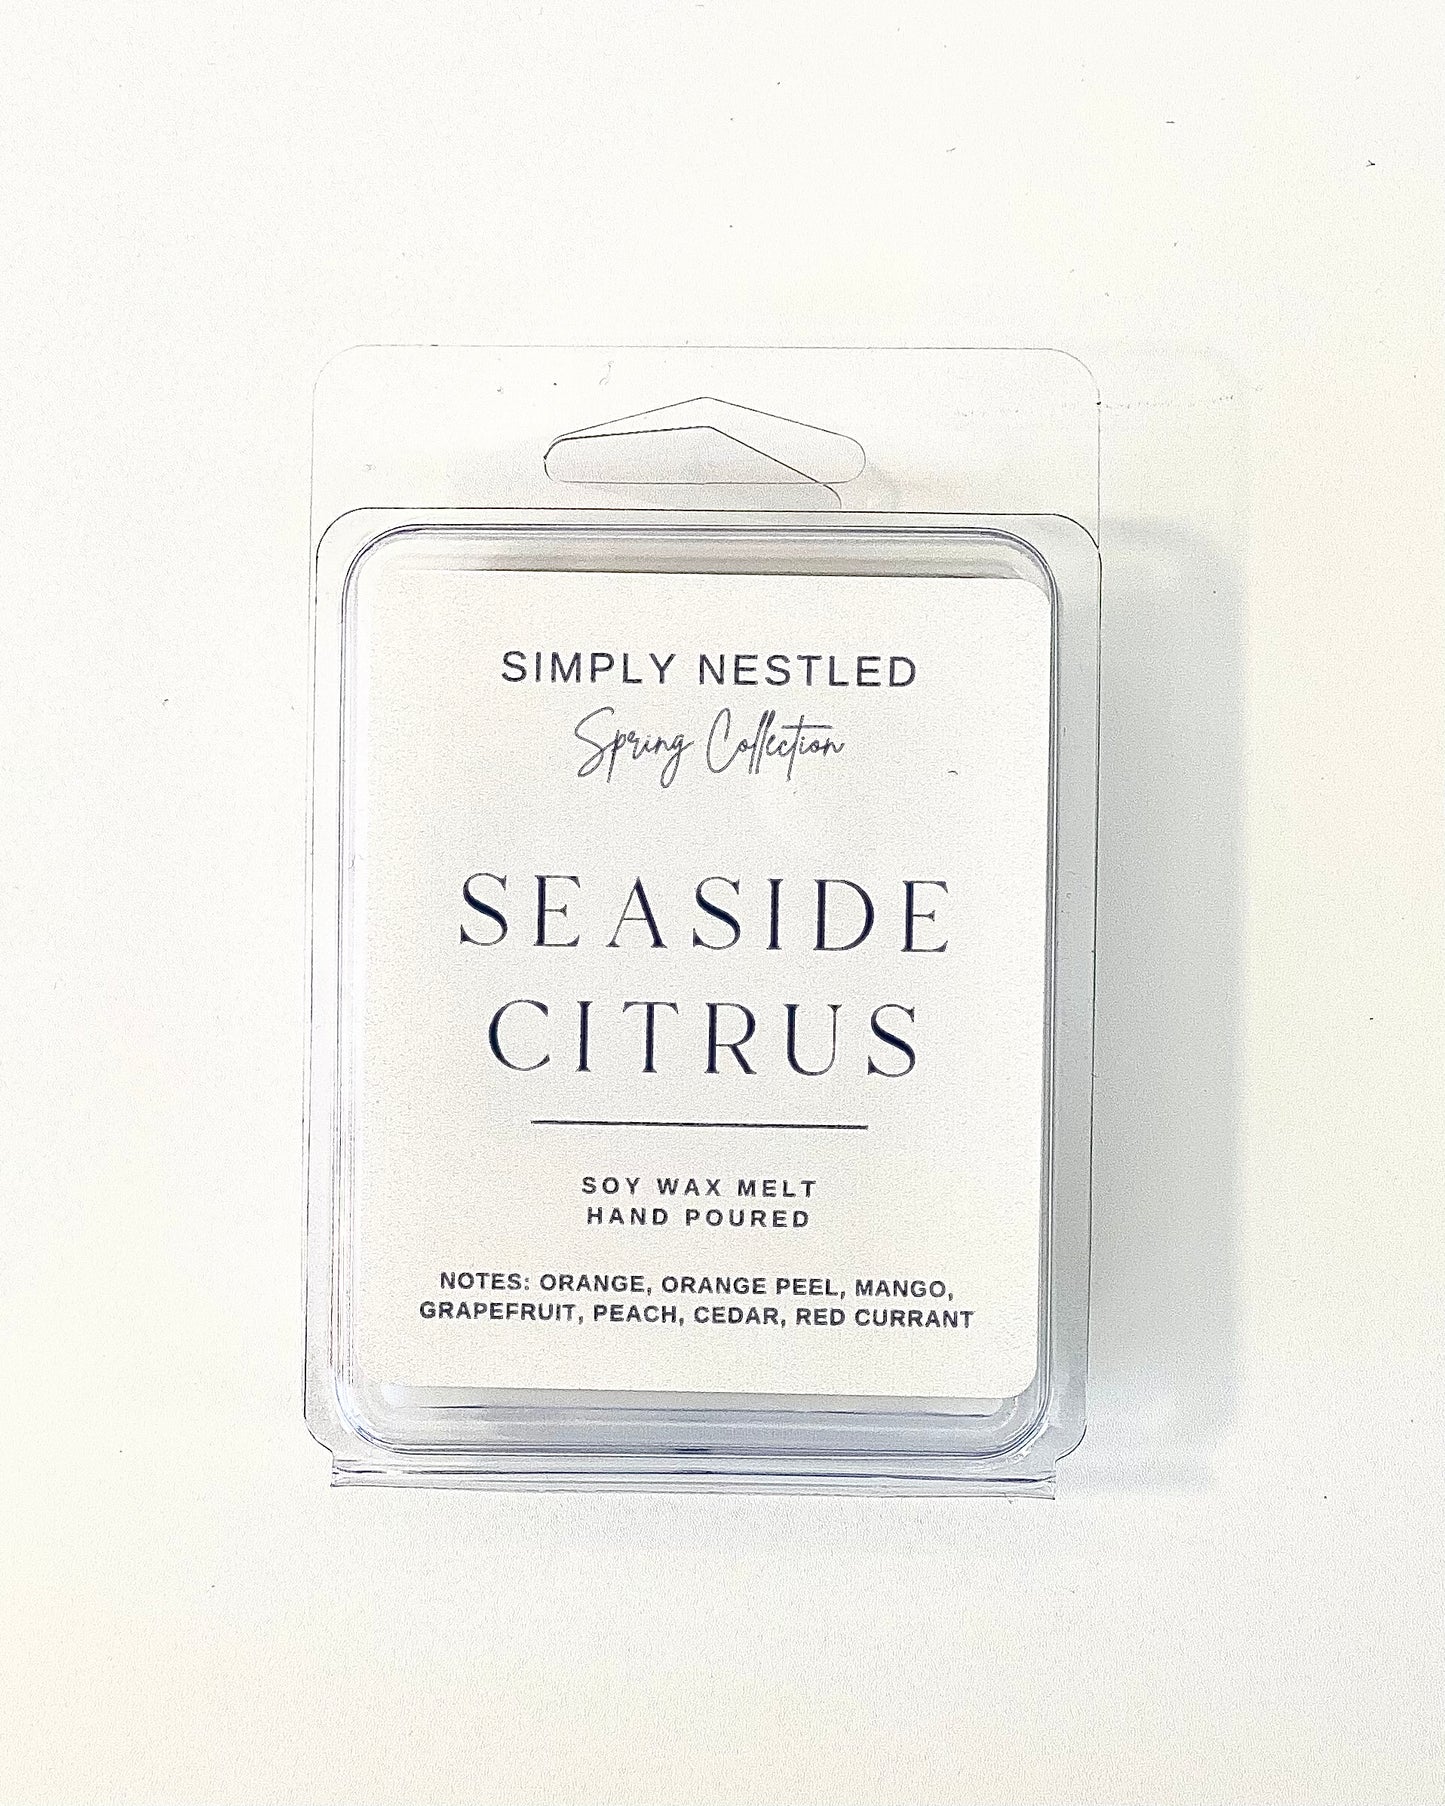 SIMPLY NESTLED
Spring Collection
SEASIDE
CITRUS
SOY WAX MELT
HAND POURED
NOTES: ORANGE, ORANGE PEEL, MANGO,
GRAPEFRUIT, PEACH, CEDAR, RED CURRANT